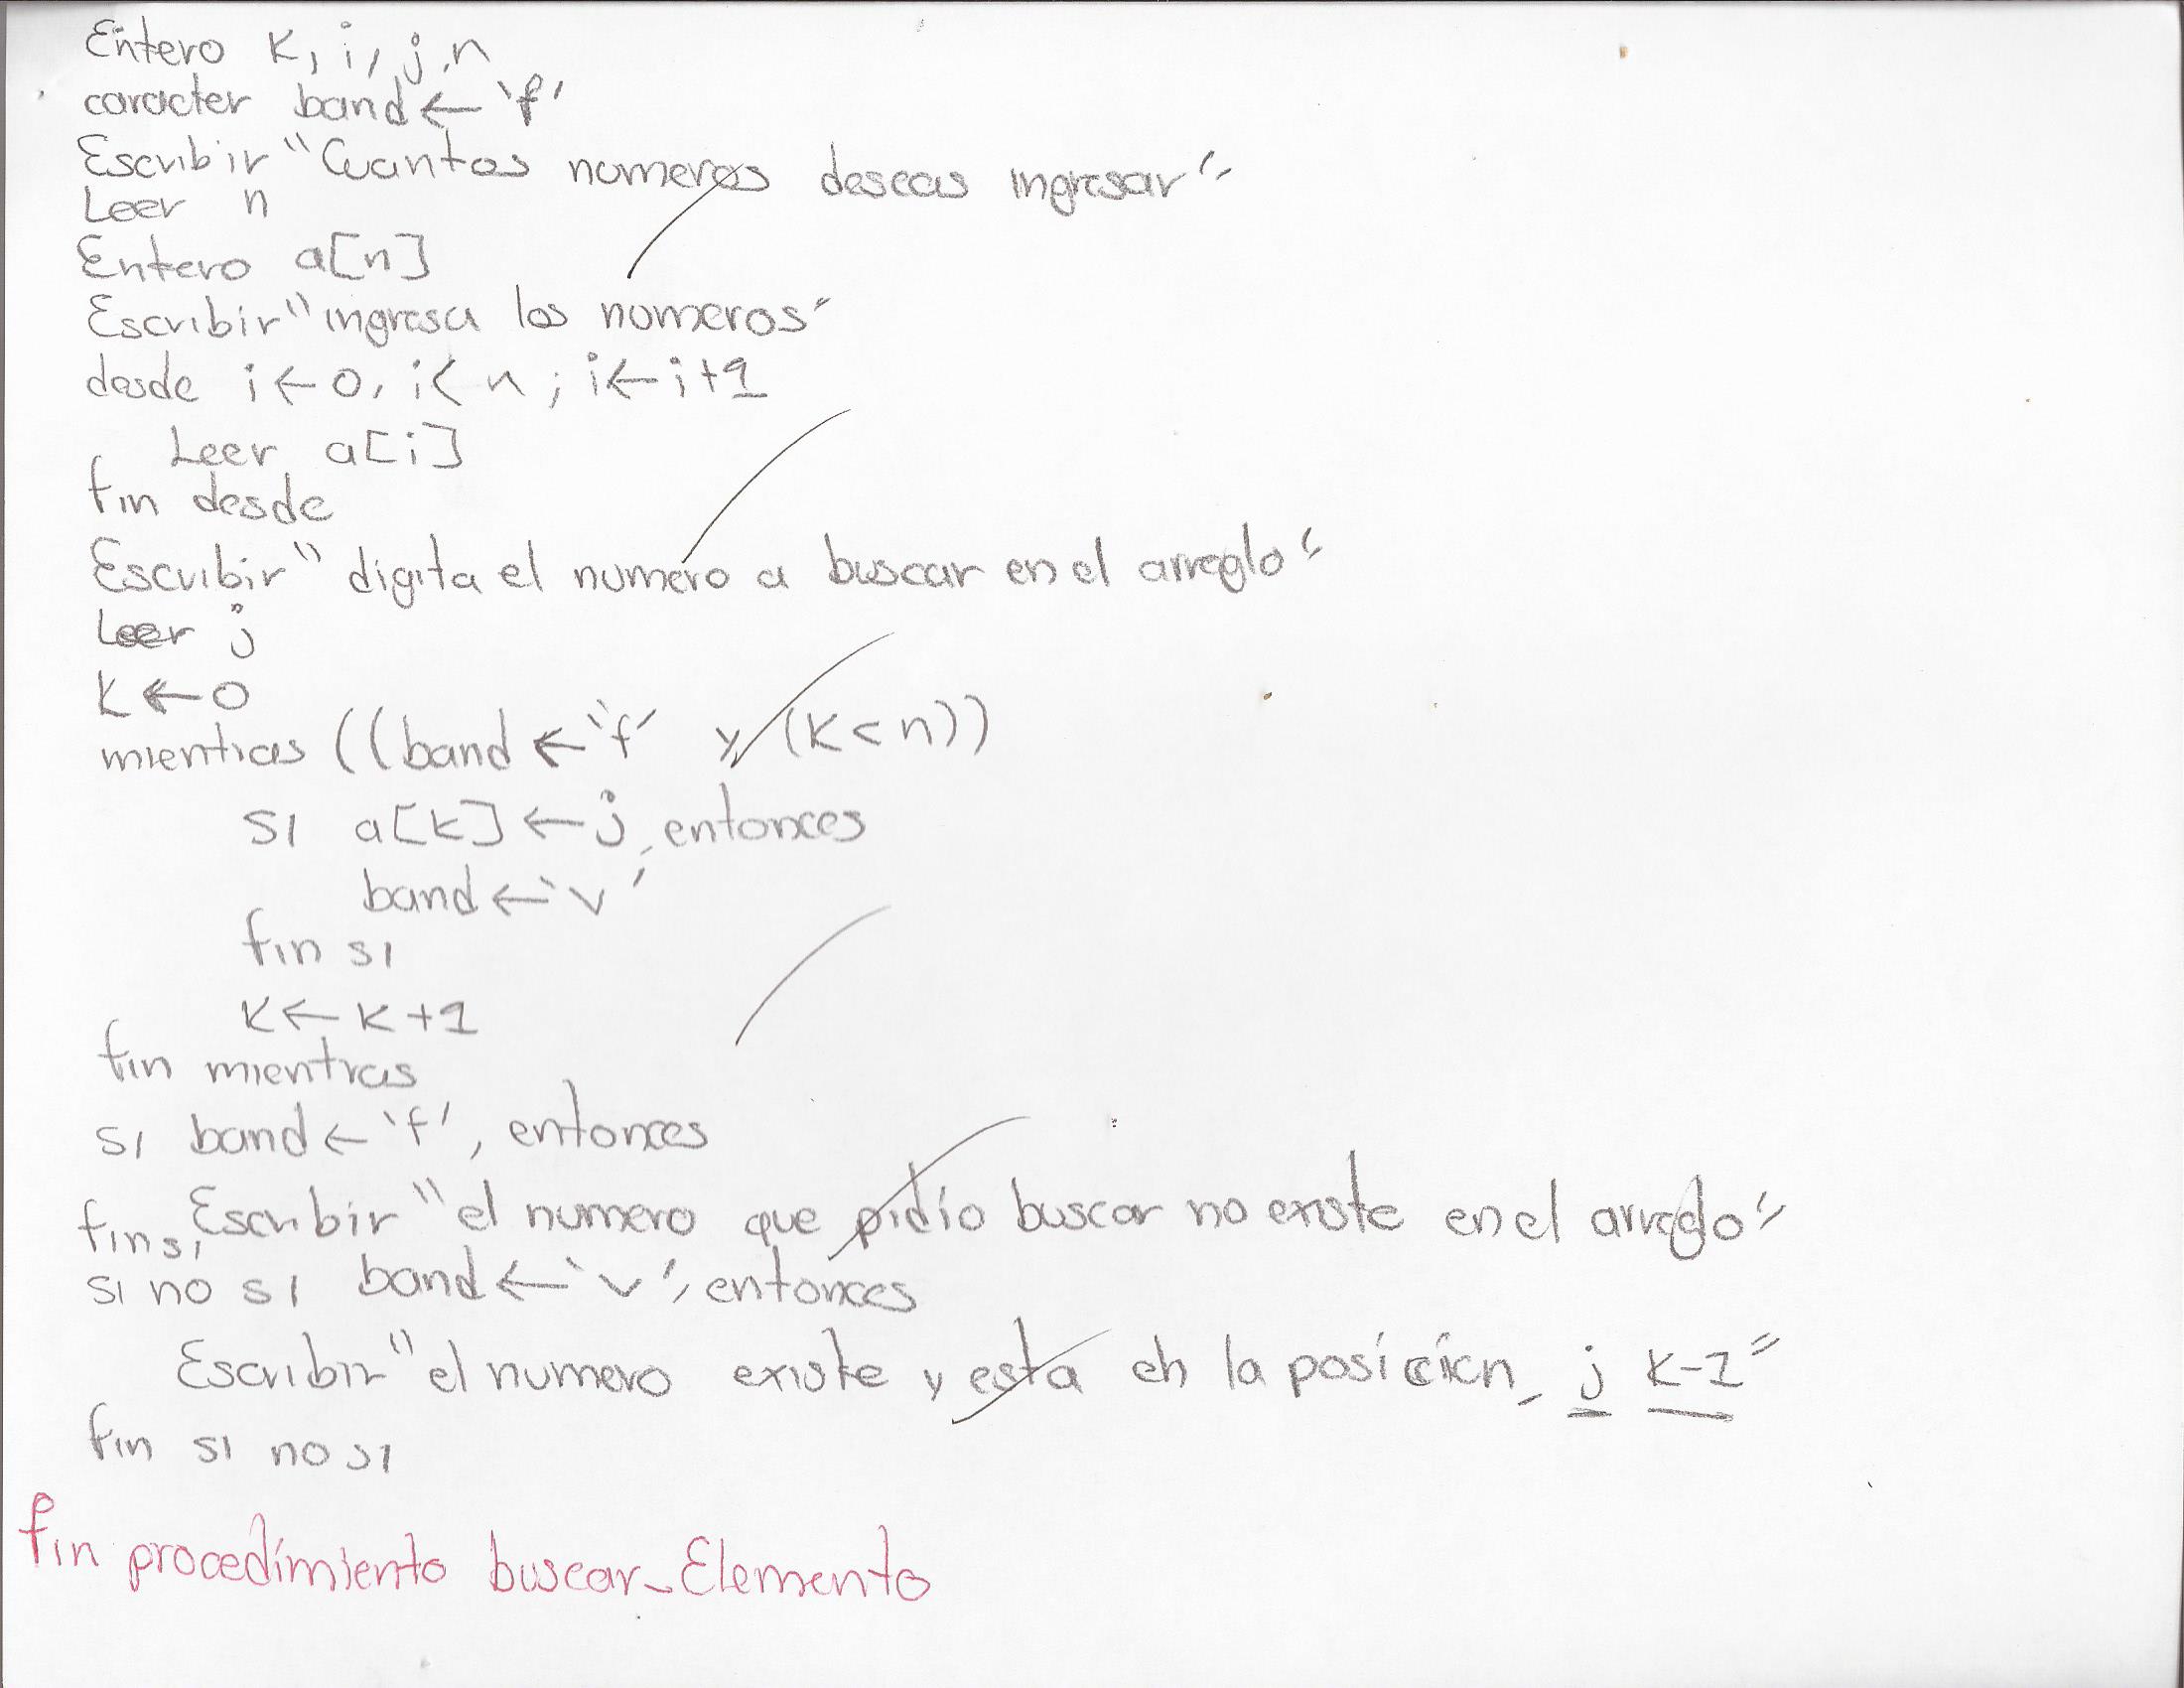 Entero k, i, j, n
caracter band ← 'f'
Escribir "Cuantos numeros deseas ingresar"
Leer n
Entero a[n]
Escribir "ingresa los numeros"
desde i ← 0, i < n ; i ← i+1
Leer a[i]
fin desde
Escribir "digita el numero a buscar en el arreglo"
Leer j
k ← 0
mientras ((band ← 'f' y (k < n))
si a[k] ← j, entonces
band ← 'v'
fin si
k ← k+1
fin mientras
si band ← 'f', entonces
Escribir "el numero que pidío buscar no existe en el arreglo"
fin si
si no si band ← 'v', entonces
Escribir "el numero existe y esta en la posícíon, j k-1"
fin si no si
fin procedímiento buscar_Elemento